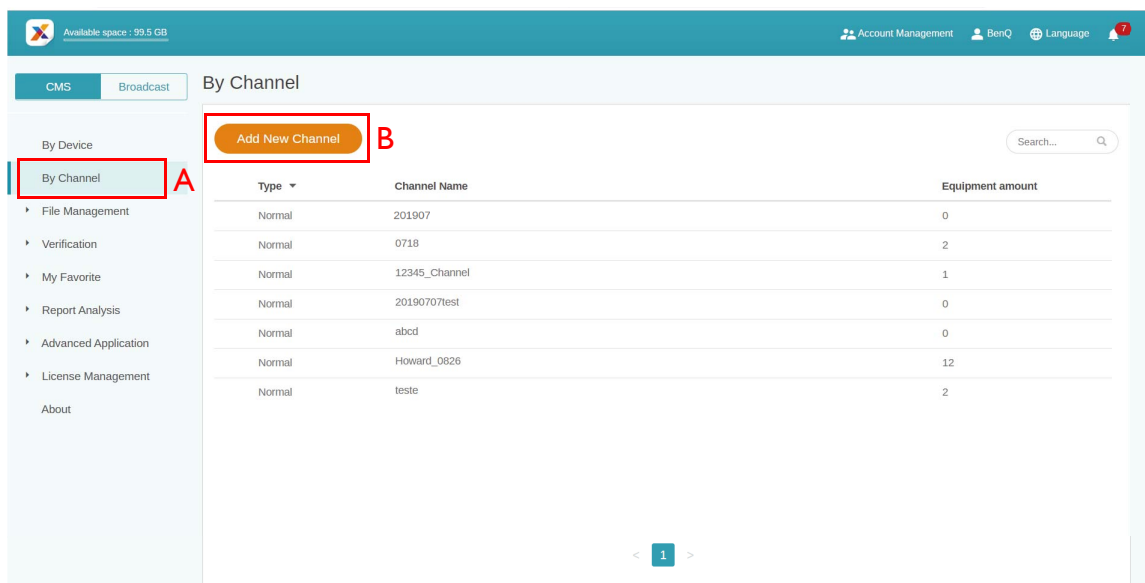 Available space : 99.5 GB
Account Management BenQ Language 7
CMS Broadcast
By Channel
By Device
By Channel A
File Management
Verification
My Favorite
Report Analysis
Advanced Application
License Management
About
Add New Channel B
Search...
Type Channel Name Equipment amount
Normal 201907 0
Normal 0718 2
Normal 12345_Channel 1
Normal 20190707test 0
Normal abcd 0
Normal Howard_0826 12
Normal teste 2
< 1 >